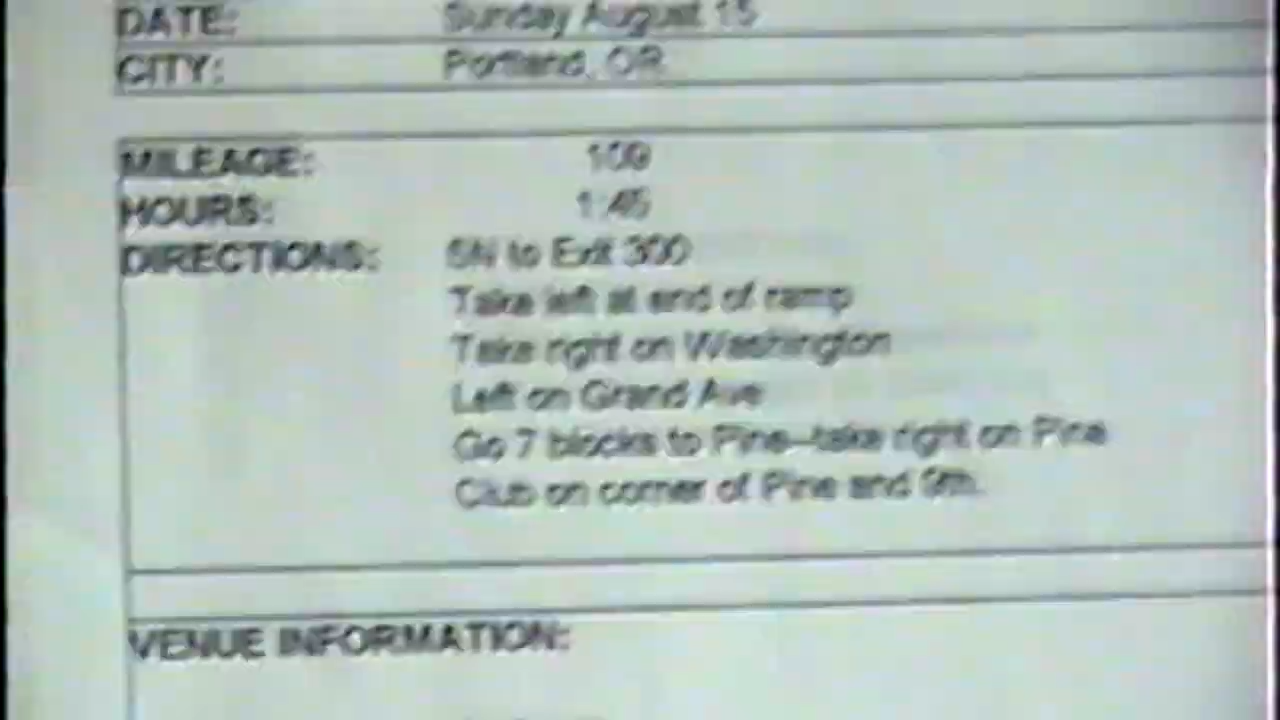 DATE: Sunday August 15
CITY: Portland, OR
MILEAGE: 109
HOURS: 1:45
DIRECTIONS: 5N to Exit 300
Take left at end of ramp
Take right on Washington
Left on Grand Ave
Go 7 blocks to Pine--take right on Pine
Club on corner of Pine and 9th.
VENUE INFORMATION: